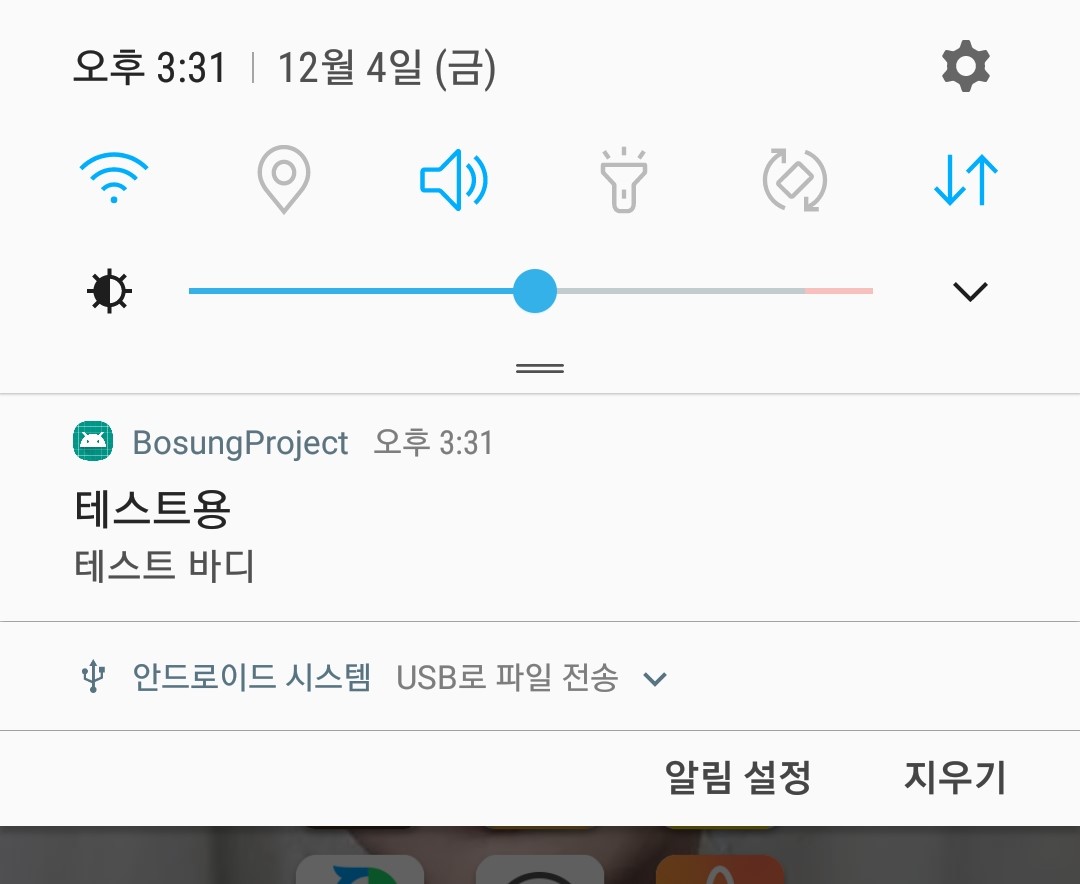 오후 3:31 | 12월 4일 (금)
BosungProject 오후 3:31
테스트용
테스트 바디
안드로이드 시스템 USB로 파일 전송
알림 설정 지우기